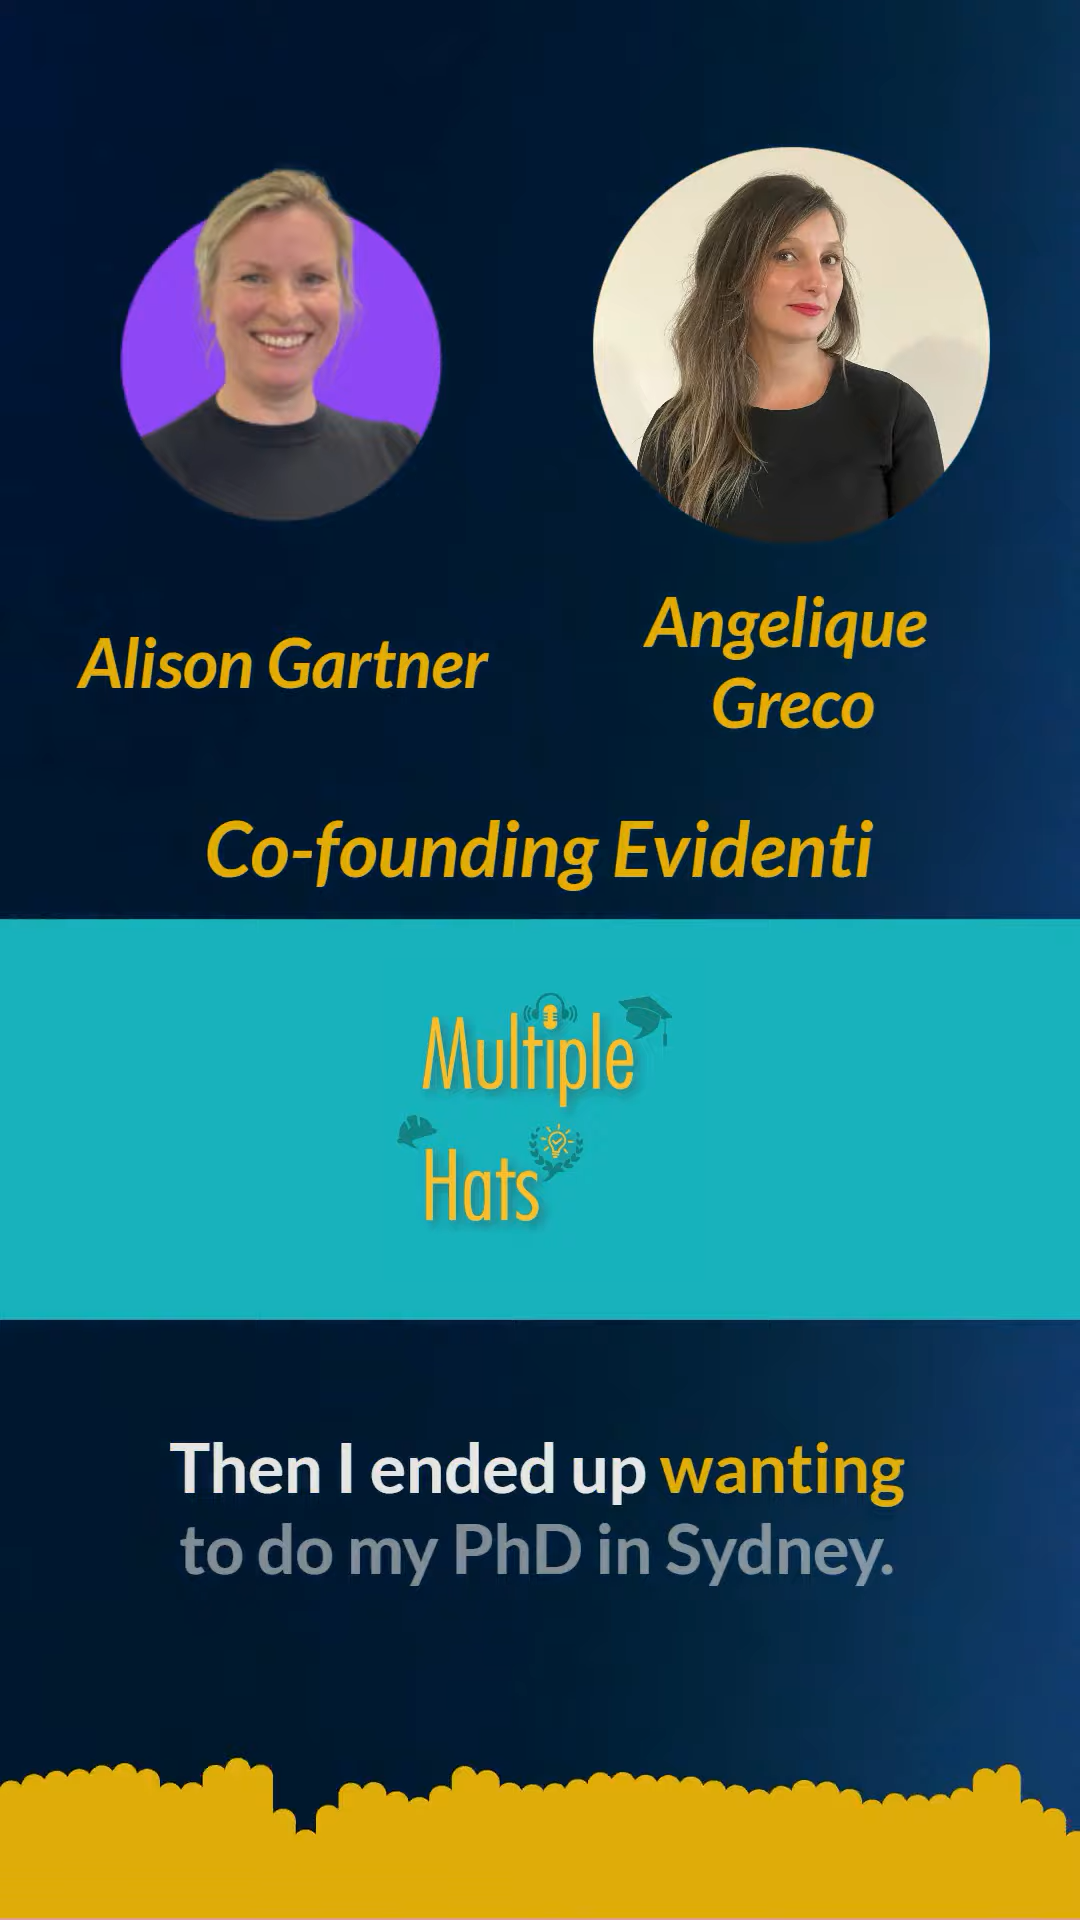 Alison Gartner
Angelique
Greco
Co-founding Evidenti
Multiple
Hats
Then I ended up wanting
to do my PhD in Sydney.